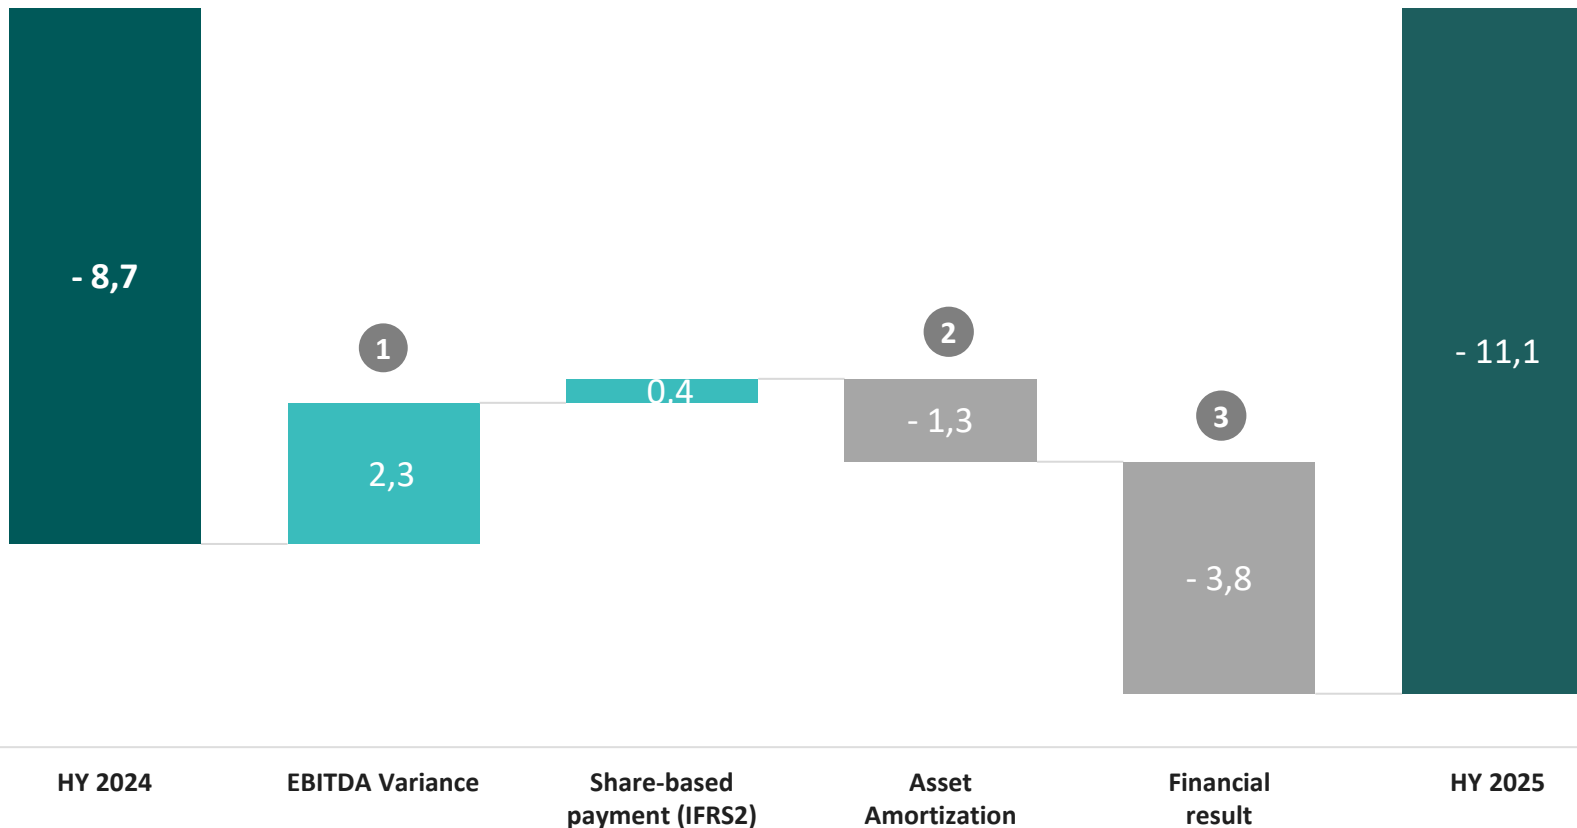 - 8,7
1
2,3
0,4
2
- 1,3
3
- 3,8
- 11,1
HY 2024
EBITDA Variance
Share-based
payment (IFRS2)
Asset
Amortization
Financial
result
HY 2025